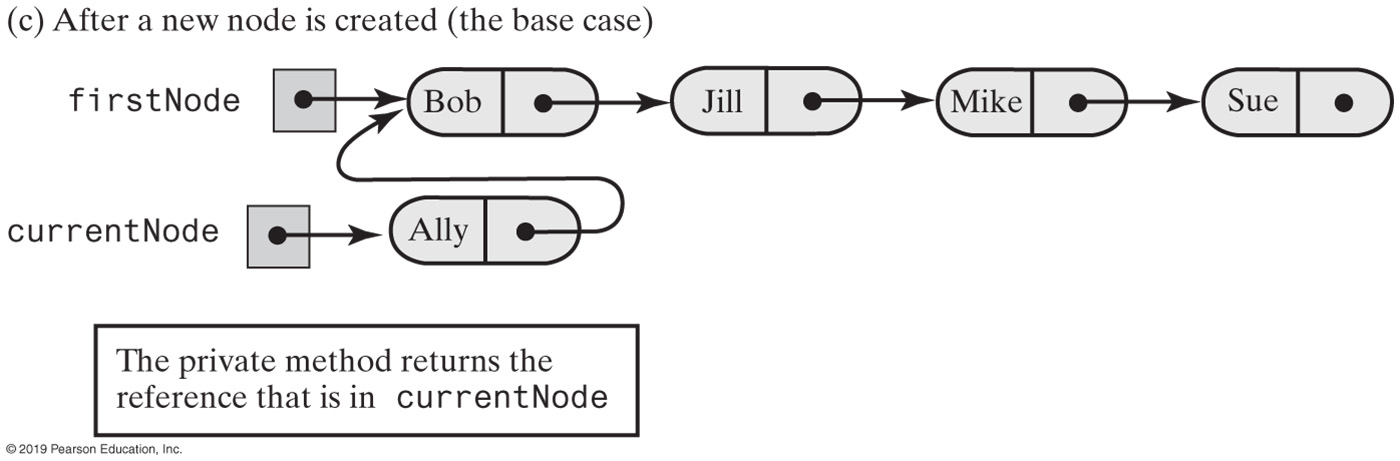 (c) After a new node is created (the base case)
firstNode Bob Jill Mike Sue
currentNode Ally
The private method returns the
reference that is in currentNode
© 2019 Pearson Education, Inc.